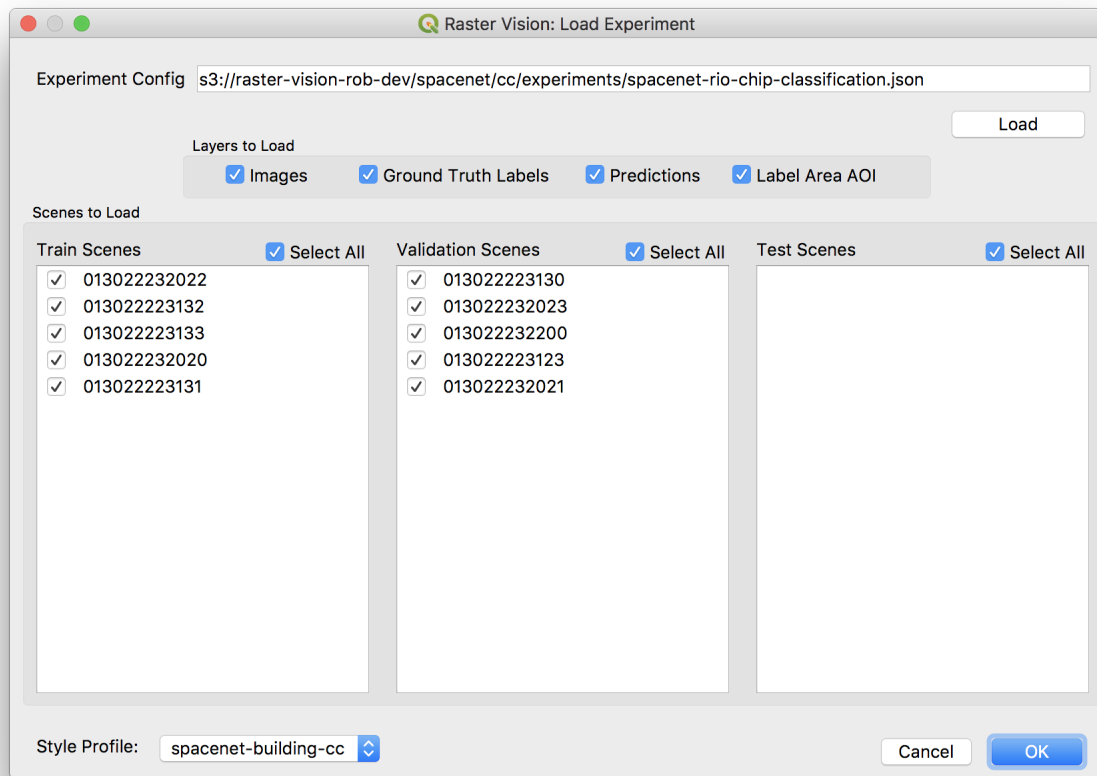 Raster Vision: Load Experiment
Experiment Config s3://raster-vision-rob-dev/spacenet/cc/experiments/spacenet-rio-chip-classification.json
Load
Layers to Load
Images Ground Truth Labels Predictions Label Area AOI
Scenes to Load
Train Scenes Select All
013022232022
013022223132
013022223133
013022232020
013022223131
Validation Scenes Select All
013022223130
013022232023
013022232200
013022223123
013022232021
Test Scenes Select All
Style Profile: spacenet-building-cc
Cancel OK